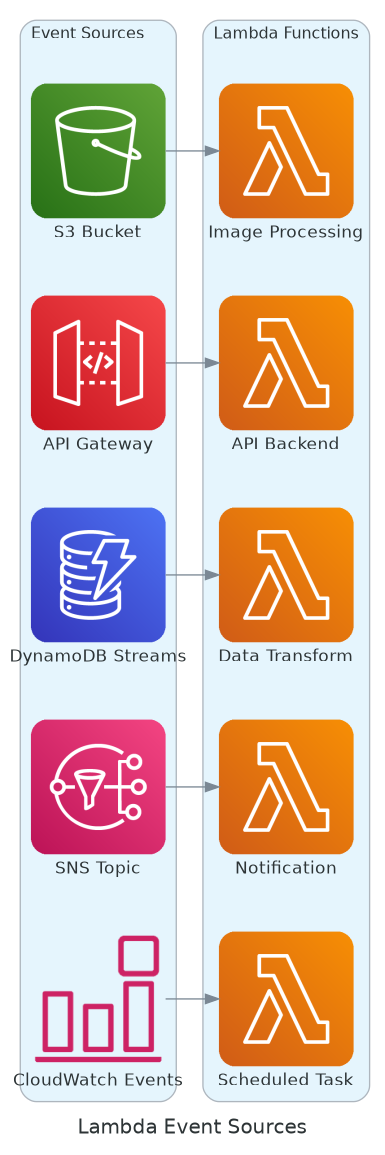 Event Sources
Lambda Functions
S3 Bucket
Image Processing
</>
API Gateway
API Backend
DynamoDB Streams
Data Transform
SNS Topic
Notification
CloudWatch Events
Scheduled Task
Lambda Event Sources